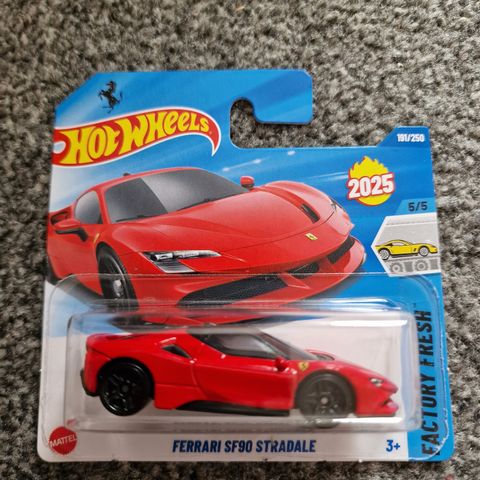 HOT WHEELS
191/250
2025
5/5
FACTORY FRESH
MATTEL
FERRARI SF90 STRADALE
3+